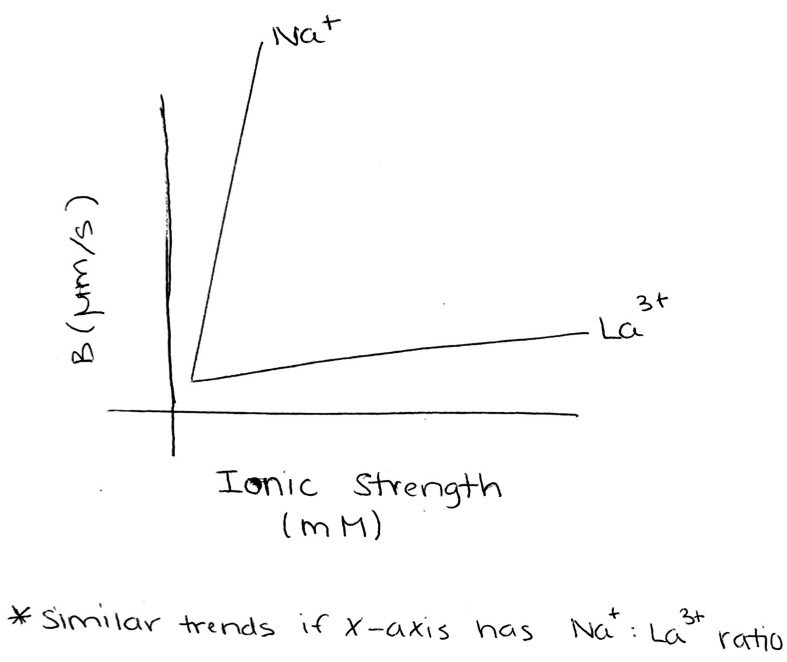 Na⁺
B (μm/s)
La³⁺
Ionic Strength
(mM)
* Similar trends if x-axis has Na⁺ : La³⁺ ratio